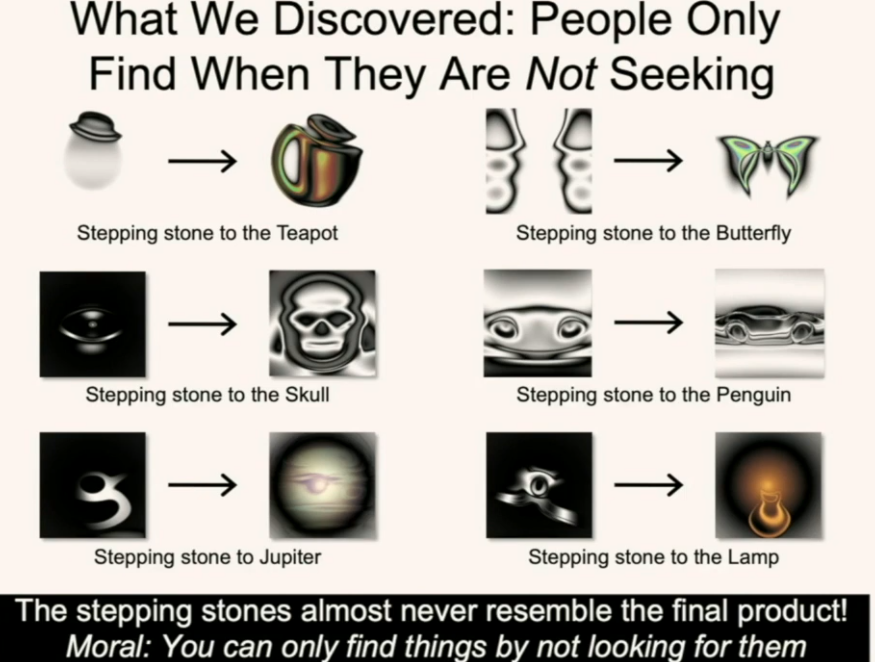 What We Discovered: People Only
Find When They Are Not Seeking
Stepping stone to the Teapot
Stepping stone to the Butterfly
Stepping stone to the Skull
Stepping stone to the Penguin
Stepping stone to Jupiter
Stepping stone to the Lamp
The stepping stones almost never resemble the final product!
Moral: You can only find things by not looking for them